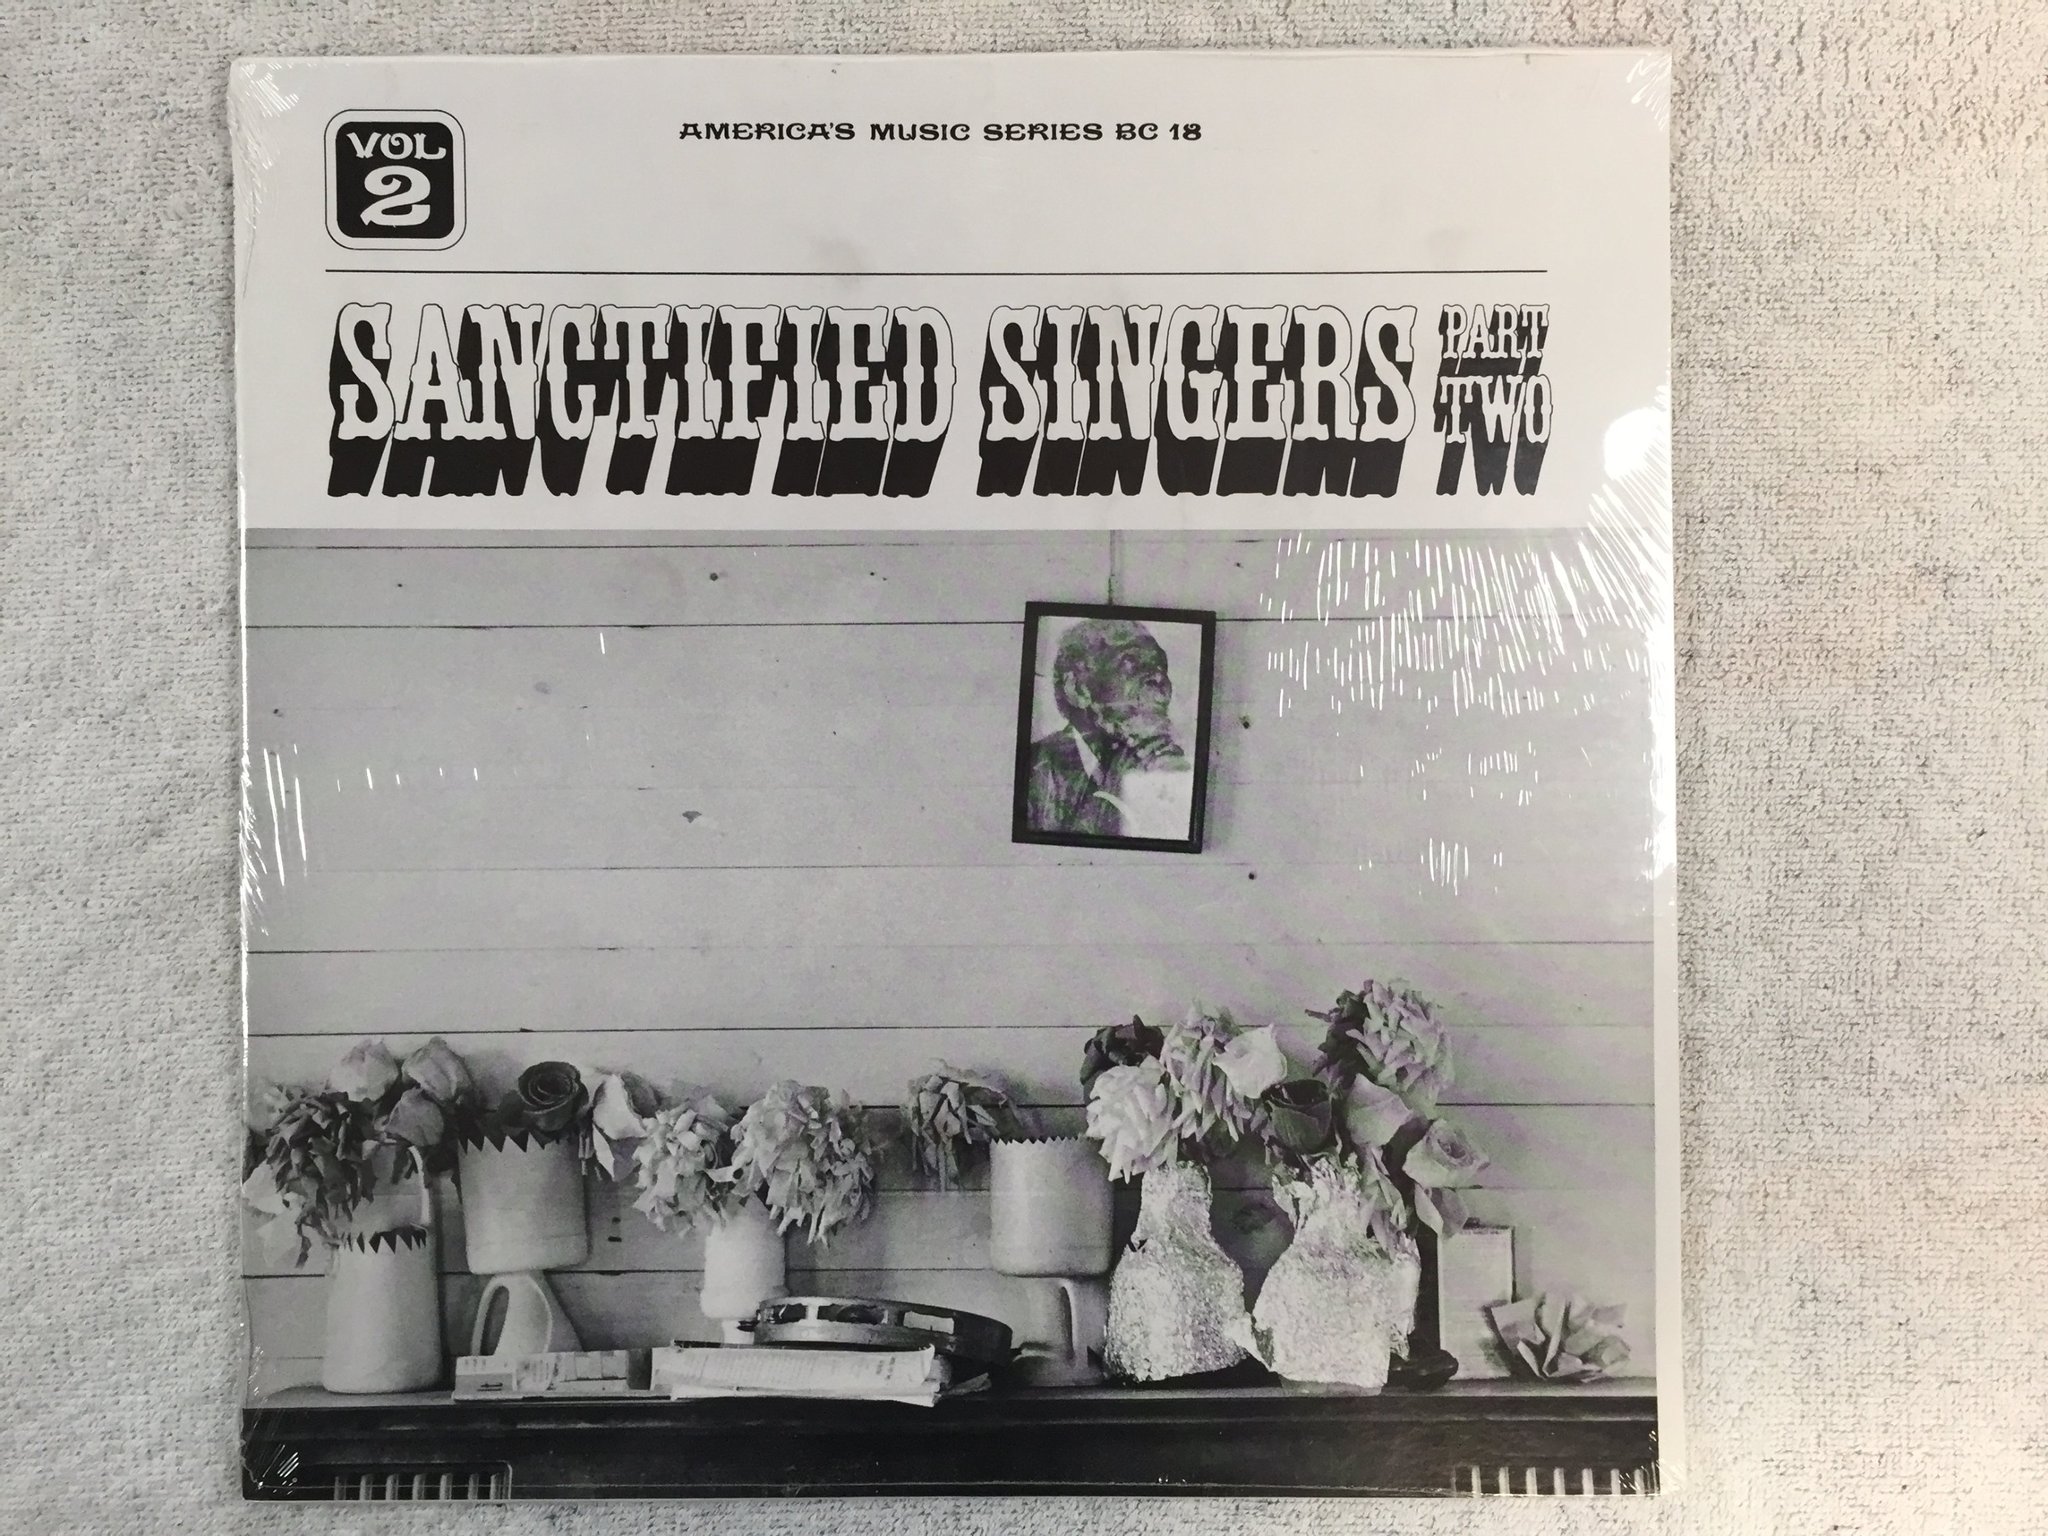 VOL
2
AMERICA'S MUSIC SERIES BC 18
SANCTIFIED SINGERS PART
TWO